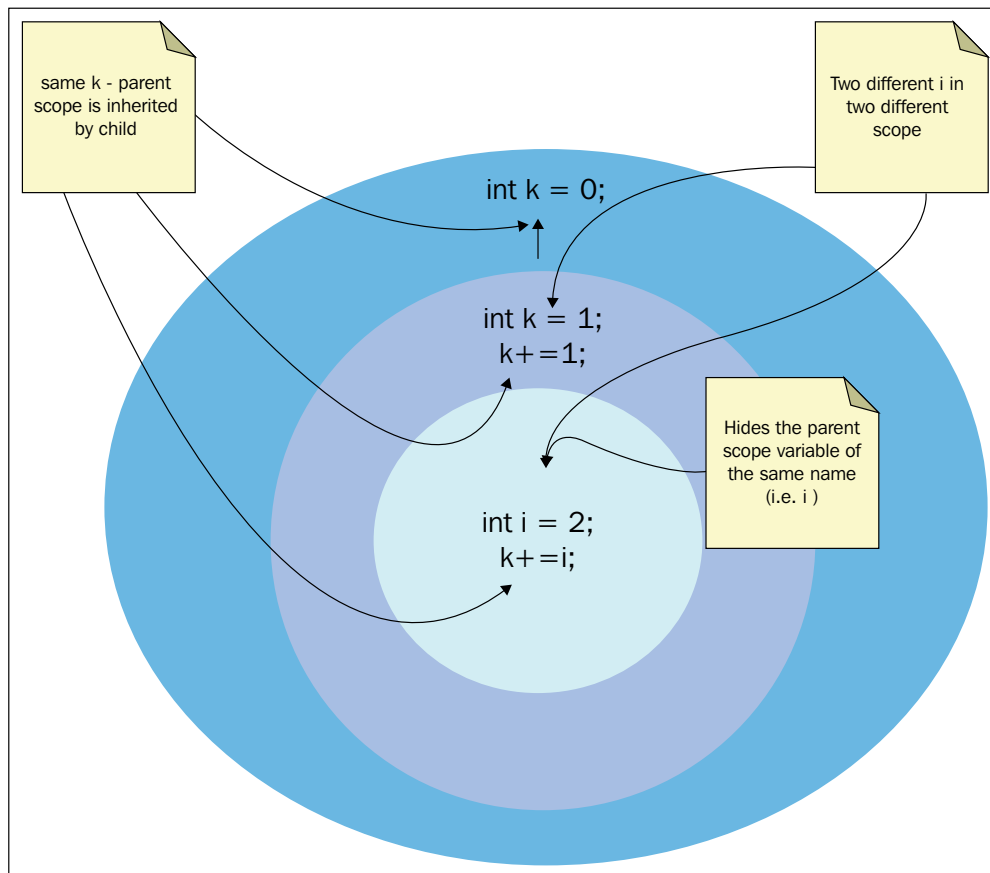 same k - parent
scope is inherited
by child
Two different i in
two different
scope
int k = 0;
int k = 1;
k+=1;
Hides the parent
scope variable of
the same name
(i.e. i )
int i = 2;
k+=i;